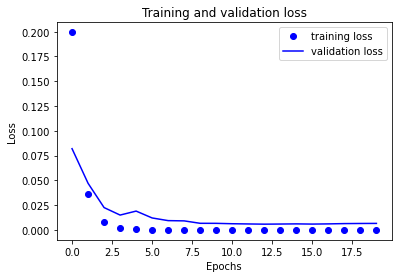 Training and validation loss
training loss
validation loss
Loss
0.200
0.175
0.150
0.125
0.100
0.075
0.050
0.025
0.000
0.0 2.5 5.0 7.5 10.0 12.5 15.0 17.5
Epochs